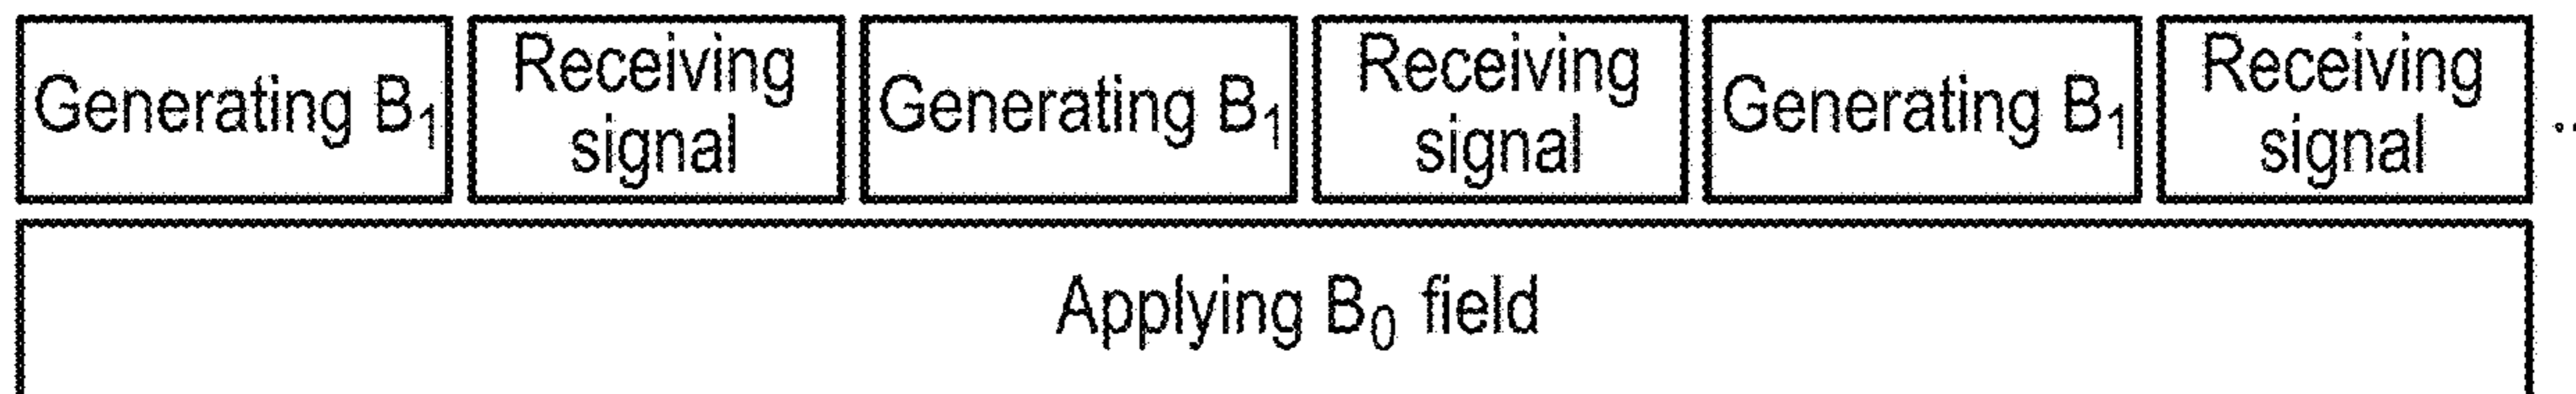 Generating B₁
Receiving
signal
Generating B₁
Receiving
signal
Generating B₁
Receiving
signal
..
Applying B₀ field